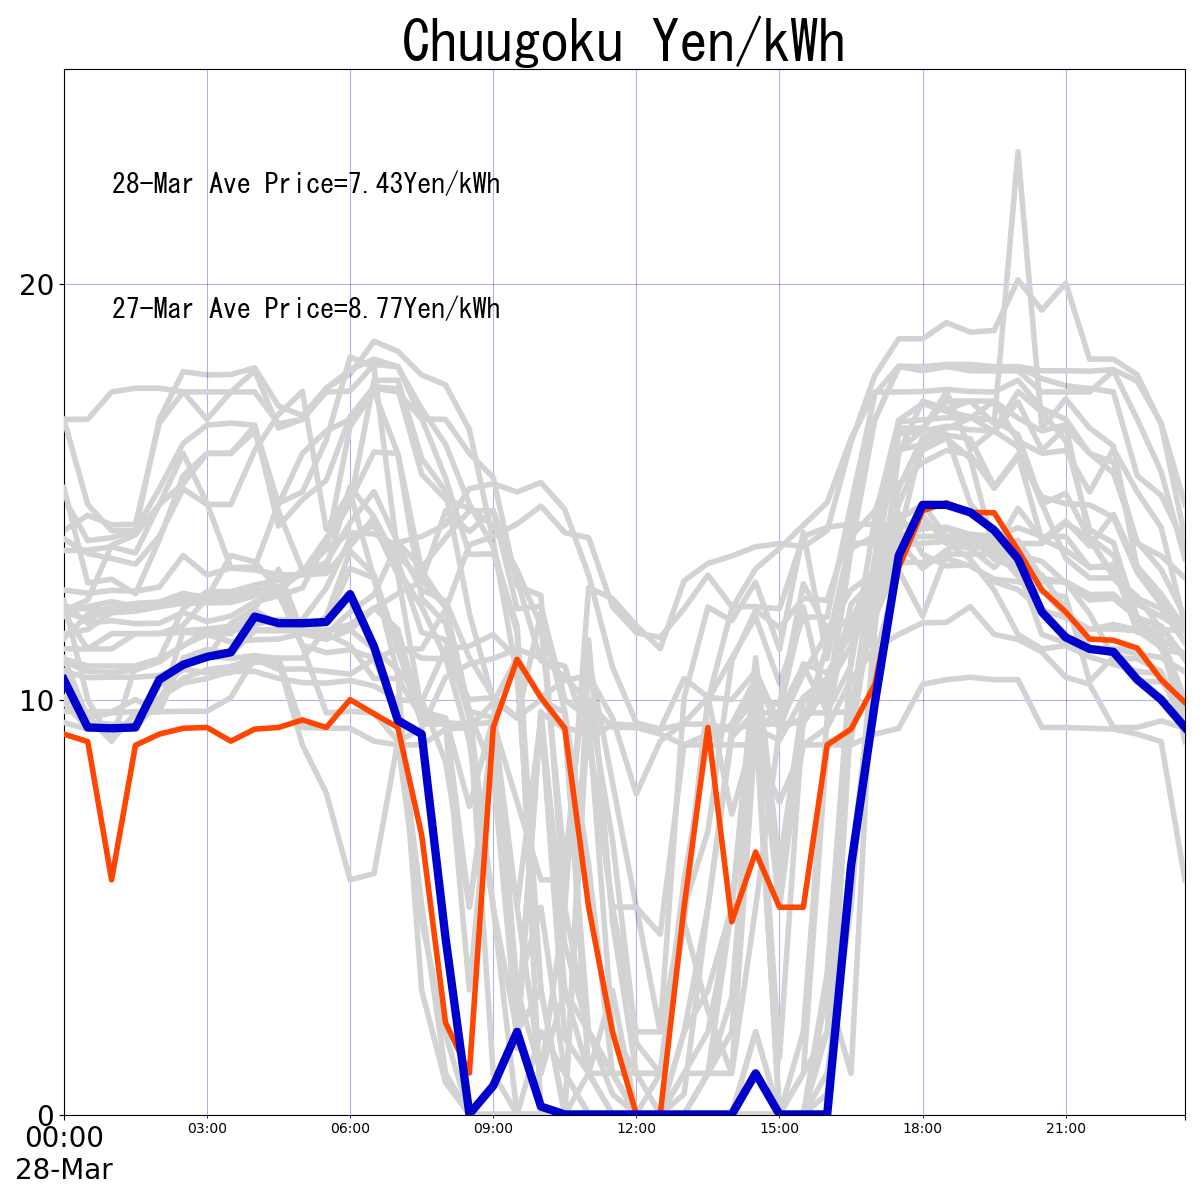 Chuugoku Yen/kWh
28-Mar Ave Price=7.43Yen/kWh
27-Mar Ave Price=8.77Yen/kWh
20
10
0
00:00 03:00 06:00 09:00 12:00 15:00 18:00 21:00
28-Mar